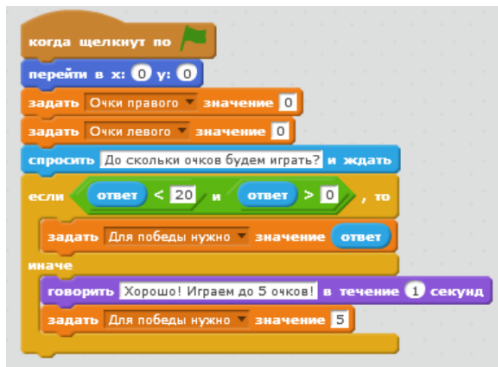 когда щелкнут по
перейти в x: 0 y: 0
задать Очки правого значение 0
задать Очки левого значение 0
спросить До скольки очков будем играть? и ждать
если ответ < 20 и ответ > 0 , то
задать Для победы нужно значение ответ
иначе
говорить Хорошо! Играем до 5 очков! в течение 1 секунд
задать Для победы нужно значение 5